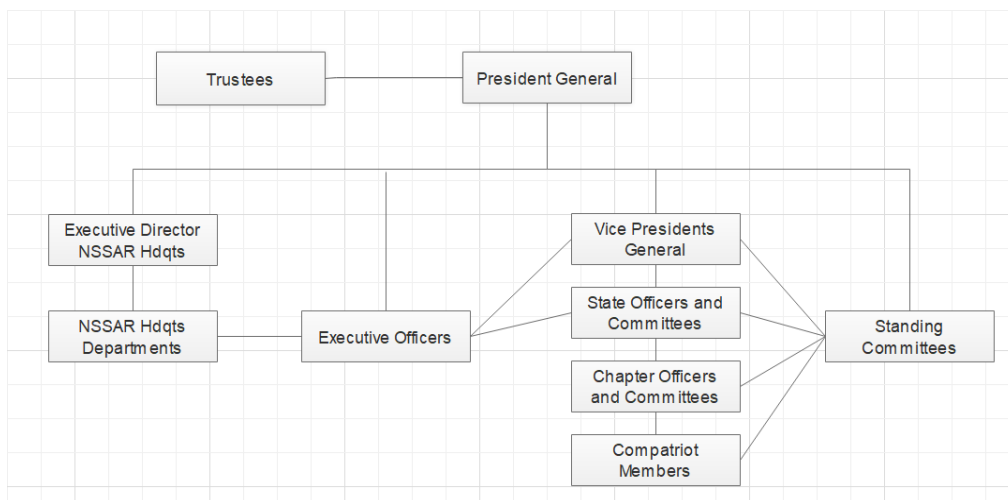 Trustees
President General
Executive Director
NSSAR Hdqts
Vice Presidents
General
NSSAR Hdqts
Departments
Executive Officers
State Officers and
Committees
Standing
Committees
Chapter Officers
and Committees
Compatriot
Members